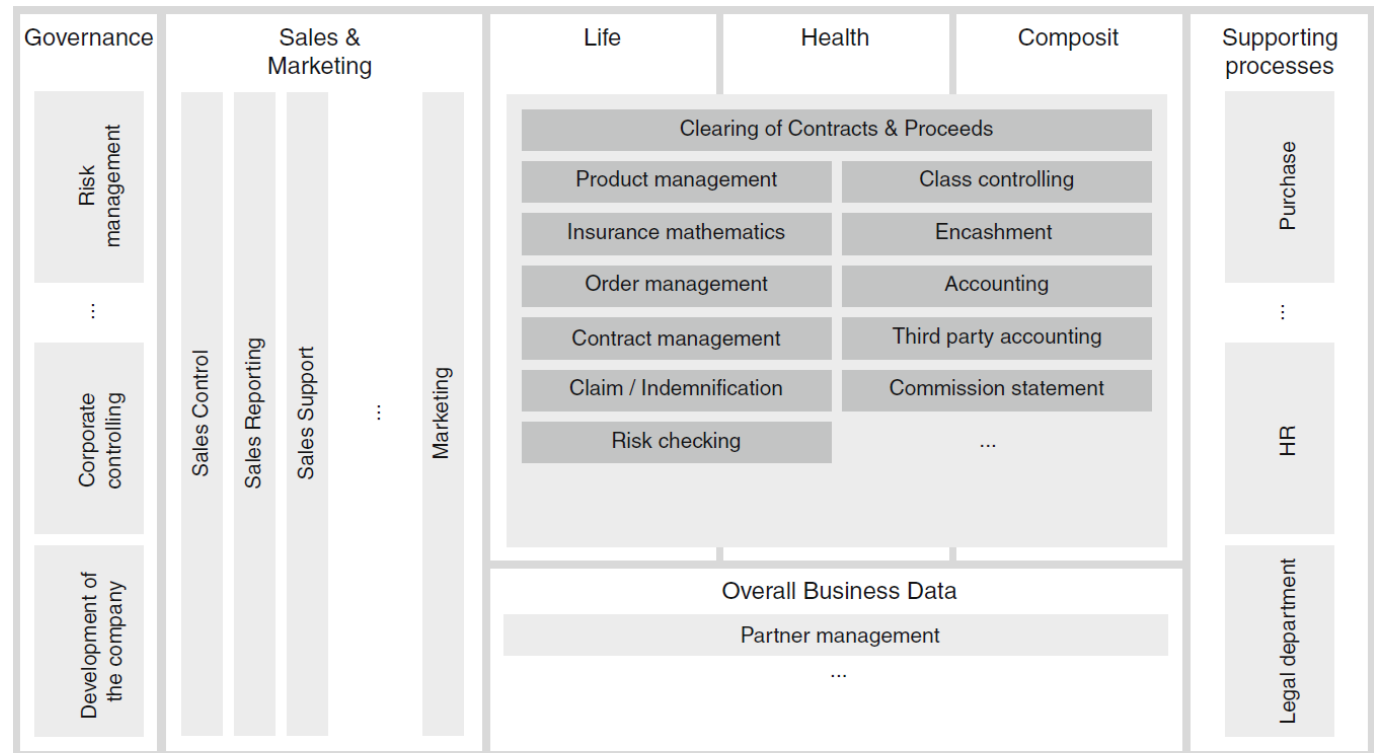 Governance
Risk
management
...
Corporate
controlling
Development of
the company
Sales &
Marketing
Sales Control
Sales Reporting
Sales Support
...
Marketing
Life
Health
Composit
Clearing of Contracts & Proceeds
Product management
Class controlling
Insurance mathematics
Encashment
Order management
Accounting
Contract management
Third party accounting
Claim / Indemnification
Commission statement
Risk checking
...
Overall Business Data
Partner management
...
Supporting
processes
Purchase
...
HR
Legal department